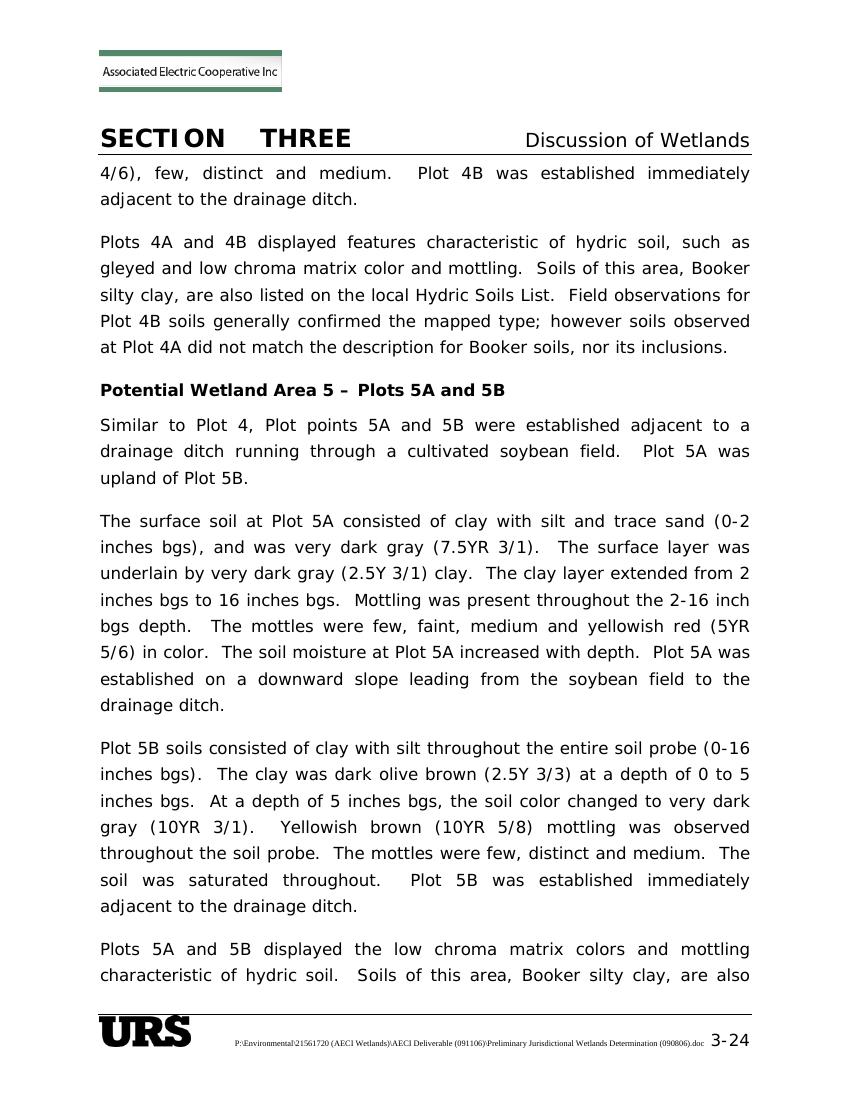 Associated Electric Cooperative Inc
SECTION THREE Discussion of Wetlands
4/6), few, distinct and medium. Plot 4B was established immediately
adjacent to the drainage ditch.
Plots 4A and 4B displayed features characteristic of hydric soil, such as
gleyed and low chroma matrix color and mottling. Soils of this area, Booker
silty clay, are also listed on the local Hydric Soils List. Field observations for
Plot 4B soils generally confirmed the mapped type; however soils observed
at Plot 4A did not match the description for Booker soils, nor its inclusions.
Potential Wetland Area 5 – Plots 5A and 5B
Similar to Plot 4, Plot points 5A and 5B were established adjacent to a
drainage ditch running through a cultivated soybean field. Plot 5A was
upland of Plot 5B.
The surface soil at Plot 5A consisted of clay with silt and trace sand (0-2
inches bgs), and was very dark gray (7.5YR 3/1). The surface layer was
underlain by very dark gray (2.5Y 3/1) clay. The clay layer extended from 2
inches bgs to 16 inches bgs. Mottling was present throughout the 2-16 inch
bgs depth. The mottles were few, faint, medium and yellowish red (5YR
5/6) in color. The soil moisture at Plot 5A increased with depth. Plot 5A was
established on a downward slope leading from the soybean field to the
drainage ditch.
Plot 5B soils consisted of clay with silt throughout the entire soil probe (0-16
inches bgs). The clay was dark olive brown (2.5Y 3/3) at a depth of 0 to 5
inches bgs. At a depth of 5 inches bgs, the soil color changed to very dark
gray (10YR 3/1). Yellowish brown (10YR 5/8) mottling was observed
throughout the soil probe. The mottles were few, distinct and medium. The
soil was saturated throughout. Plot 5B was established immediately
adjacent to the drainage ditch.
Plots 5A and 5B displayed the low chroma matrix colors and mottling
characteristic of hydric soil. Soils of this area, Booker silty clay, are also
URS P:\Environmental\21561720 (AECI Wetlands)\AECI Deliverable (091106)\Preliminary Jurisdictional Wetlands Determination (090806).doc 3-24